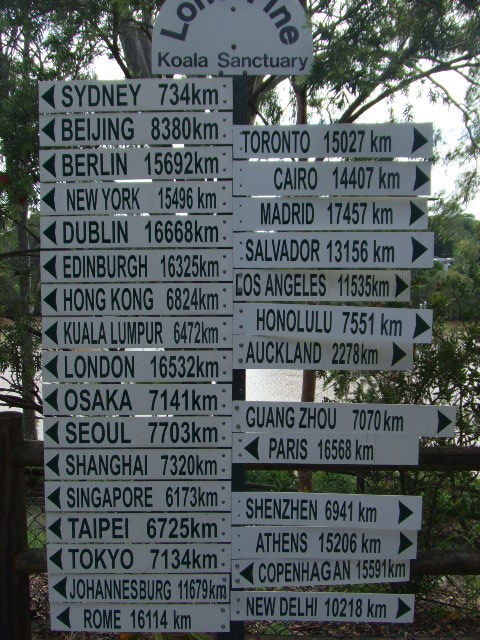 Lone Pine
Koala Sanctuary
SYDNEY 734km
BEIJING 8380km
BERLIN 15692km
NEW YORK 15496 km
DUBLIN 16668km
EDINBURGH 16325km
HONG KONG 6824km
KUALA LUMPUR 6472km
LONDON 16532km
OSAKA 7141km
SEOUL 7703km
SHANGHAI 7320km
SINGAPORE 6173km
TAIPEI 6725km
TOKYO 7134km
JOHANNESBURG 11679km
ROME 16114 km
TORONTO 15027 km
CAIRO 14407 km
MADRID 17457 km
SALVADOR 13156 km
LOS ANGELES 11535km
HONOLULU 7551 km
AUCKLAND 2278km
GUANG ZHOU 7070 km
PARIS 16568 km
SHENZHEN 6941 km
ATHENS 15206 km
COPENHAGAN 15591km
NEW DELHI 10218 km